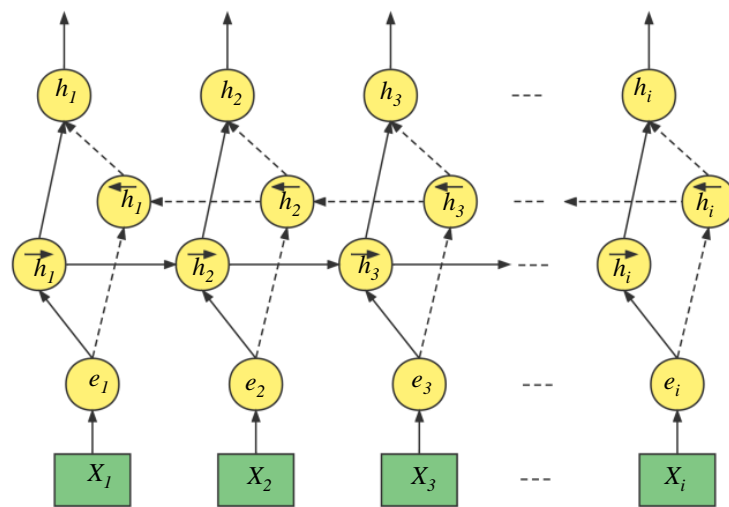 h₁ h₂ h₃ hᵢ
←h₁ ←h₂ ←h₃ ←hᵢ
→h₁ →h₂ →h₃ →hᵢ
e₁ e₂ e₃ eᵢ
X₁ X₂ X₃ Xᵢ